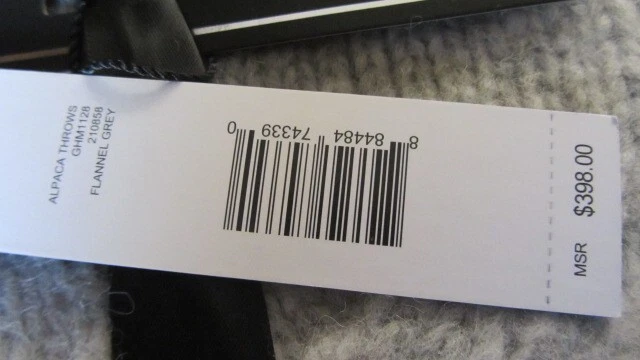 ALPACA THROWS
GHM1128
210858
FLANNEL GREY
8 84484 74339 0
MSR $398.00